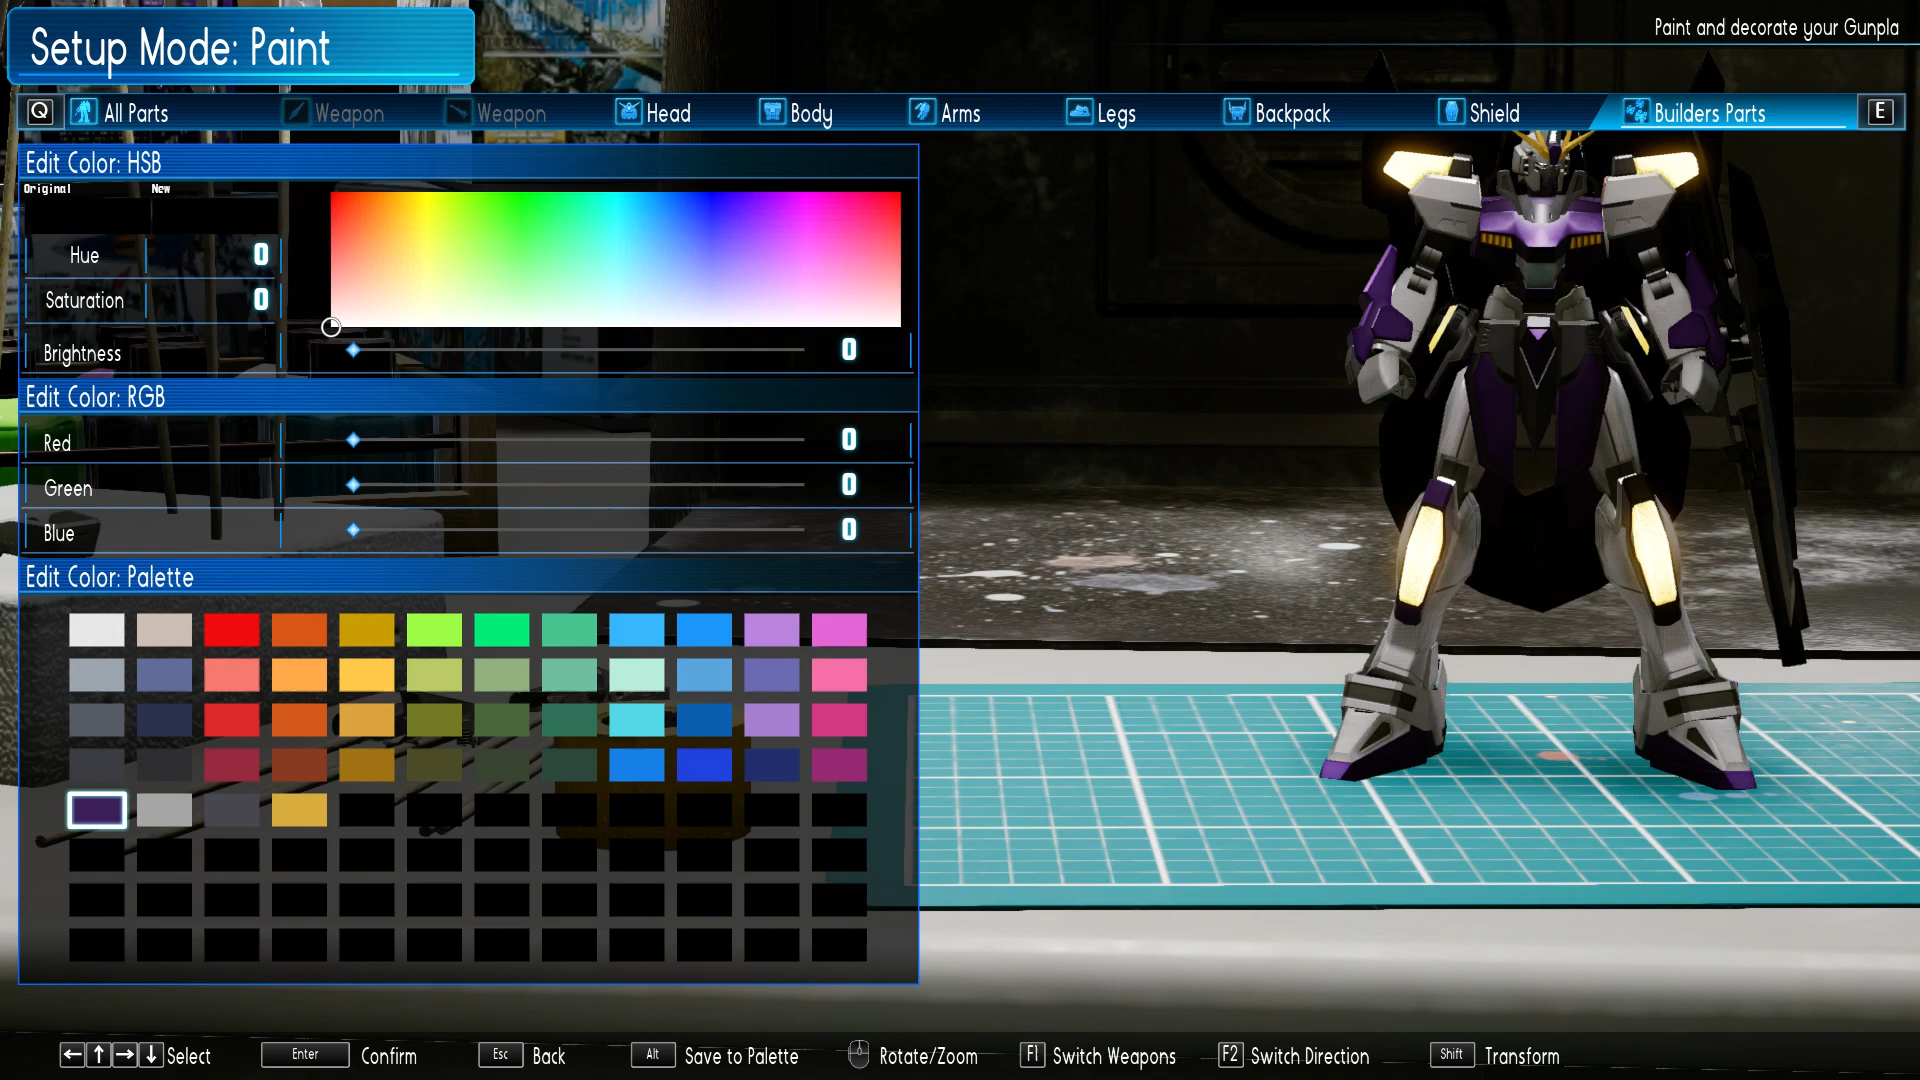 Setup Mode: Paint
Paint and decorate your Gunpla
Q All Parts Weapon Weapon Head Body Arms Legs Backpack Shield Builders Parts E
Edit Color: HSB
Original New
Hue 0
Saturation 0
Brightness 0
Edit Color: RGB
Red 0
Green 0
Blue 0
Edit Color: Palette
← ↑ → ↓ Select Enter Confirm Esc Back Alt Save to Palette Rotate/Zoom F1 Switch Weapons F2 Switch Direction Shift Transform